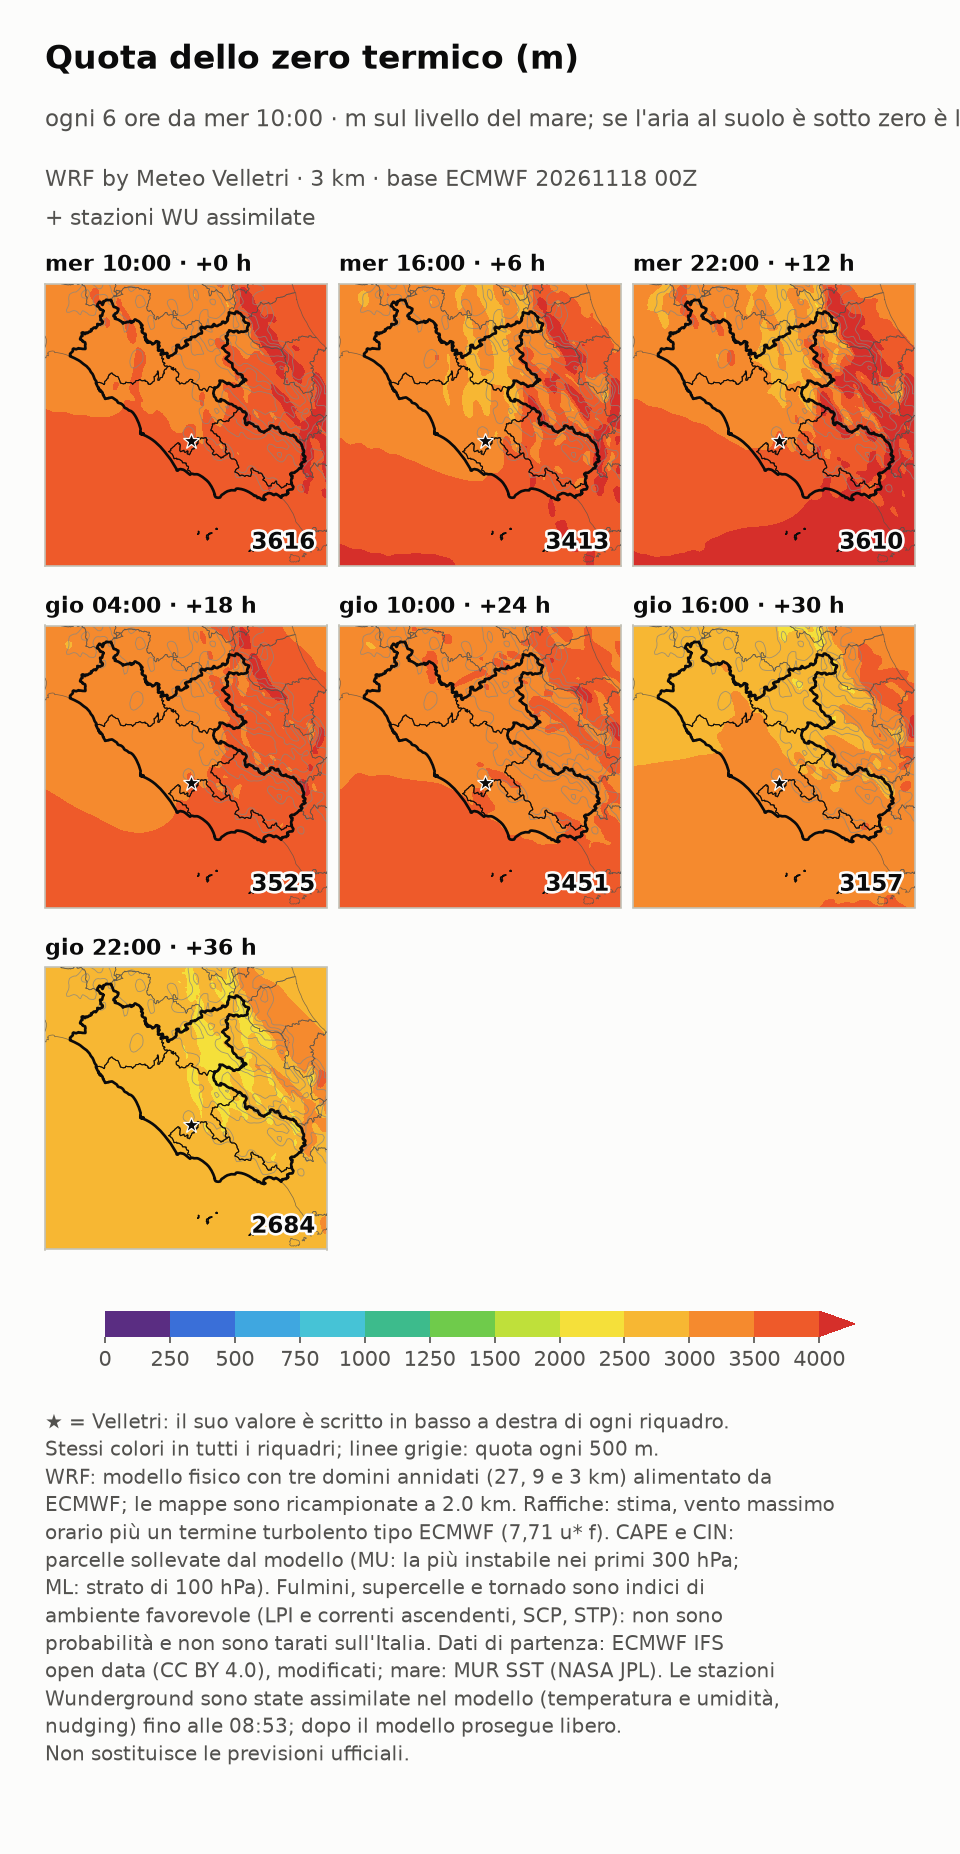 Quota dello zero termico (m)
ogni 6 ore da mer 10:00 · m sul livello del mare; se l'aria al suolo è sotto zero è l
WRF by Meteo Velletri · 3 km · base ECMWF 20261118 00Z
+ stazioni WU assimilate
mer 10:00 · +0 h
mer 16:00 · +6 h
mer 22:00 · +12 h
3616
3413
3610
gio 04:00 · +18 h
gio 10:00 · +24 h
gio 16:00 · +30 h
3525
3451
3157
gio 22:00 · +36 h
2684
0 250 500 750 1000 1250 1500 2000 2500 3000 3500 4000
★ = Velletri: il suo valore è scritto in basso a destra di ogni riquadro.
Stessi colori in tutti i riquadri; linee grigie: quota ogni 500 m.
WRF: modello fisico con tre domini annidati (27, 9 e 3 km) alimentato da
ECMWF; le mappe sono ricampionate a 2.0 km. Raffiche: stima, vento massimo
orario più un termine turbolento tipo ECMWF (7,71 u* f). CAPE e CIN:
parcelle sollevate dal modello (MU: la più instabile nei primi 300 hPa;
ML: strato di 100 hPa). Fulmini, supercelle e tornado sono indici di
ambiente favorevole (LPI e correnti ascendenti, SCP, STP): non sono
probabilità e non sono tarati sull'Italia. Dati di partenza: ECMWF IFS
open data (CC BY 4.0), modificati; mare: MUR SST (NASA JPL). Le stazioni
Wunderground sono state assimilate nel modello (temperatura e umidità,
nudging) fino alle 08:53; dopo il modello prosegue libero.
Non sostituisce le previsioni ufficiali.